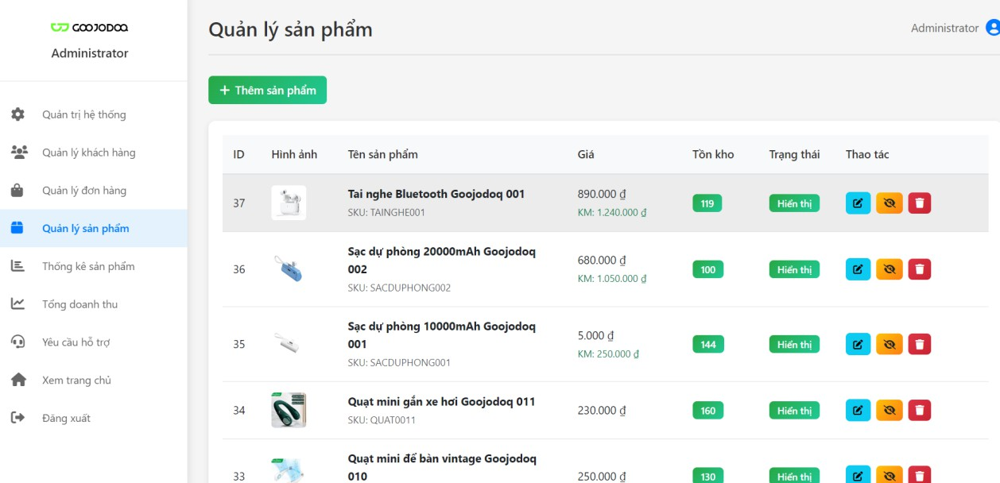 GOOJODOQ
Administrator
Quản trị hệ thống
Quản lý khách hàng
Quản lý đơn hàng
Quản lý sản phẩm
Thống kê sản phẩm
Tổng doanh thu
Yêu cầu hỗ trợ
Xem trang chủ
Đăng xuất
Quản lý sản phẩm
Administrator
+ Thêm sản phẩm
ID Hình ảnh Tên sản phẩm Giá Tồn kho Trạng thái Thao tác
37 Tai nghe Bluetooth Goojodoq 001 890.000 ₫ 119 Hiển thị
SKU: TAINGHE001 KM: 1.240.000 ₫
36 Sạc dự phòng 20000mAh Goojodoq 680.000 ₫ 100 Hiển thị
002 KM: 1.050.000 ₫
SKU: SACDUPHONG002
35 Sạc dự phòng 10000mAh Goojodoq 5.000 ₫ 144 Hiển thị
001 KM: 250.000 ₫
SKU: SACDUPHONG001
34 Quạt mini gắn xe hơi Goojodoq 011 230.000 ₫ 160 Hiển thị
SKU: QUAT0011
33 Quạt mini để bàn vintage Goojodoq 250.000 ₫ 130 Hiển thị
010